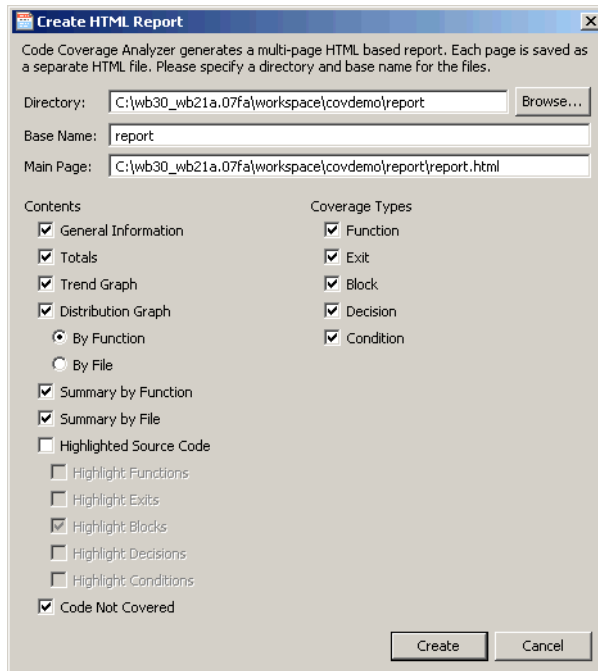 Create HTML Report
Code Coverage Analyzer generates a multi-page HTML based report. Each page is saved as
a separate HTML file. Please specify a directory and base name for the files.
Directory: C:\wb30_wb21a.07fa\workspace\covdemo\report Browse...
Base Name: report
Main Page: C:\wb30_wb21a.07fa\workspace\covdemo\report\report.html
Contents
General Information
Totals
Trend Graph
Distribution Graph
By Function
By File
Summary by Function
Summary by File
Highlighted Source Code
Highlight Functions
Highlight Exits
Highlight Blocks
Highlight Decisions
Highlight Conditions
Code Not Covered
Coverage Types
Function
Exit
Block
Decision
Condition
Create Cancel